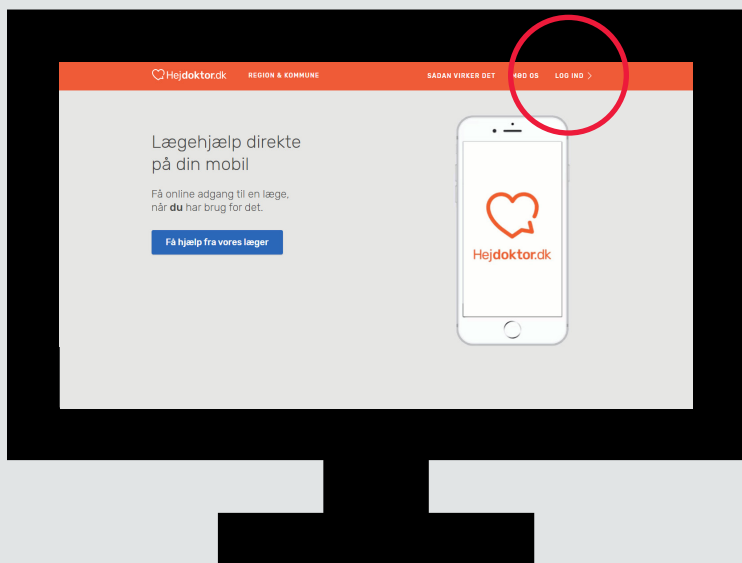 Hejdoktor.dk REGION & KOMMUNE SÅDAN VIRKER DET MØD OS LOG IND >
Lægehjælp direkte
på din mobil
Få online adgang til en læge,
når du har brug for det.
Få hjælp fra vores læger
Hejdoktor.dk